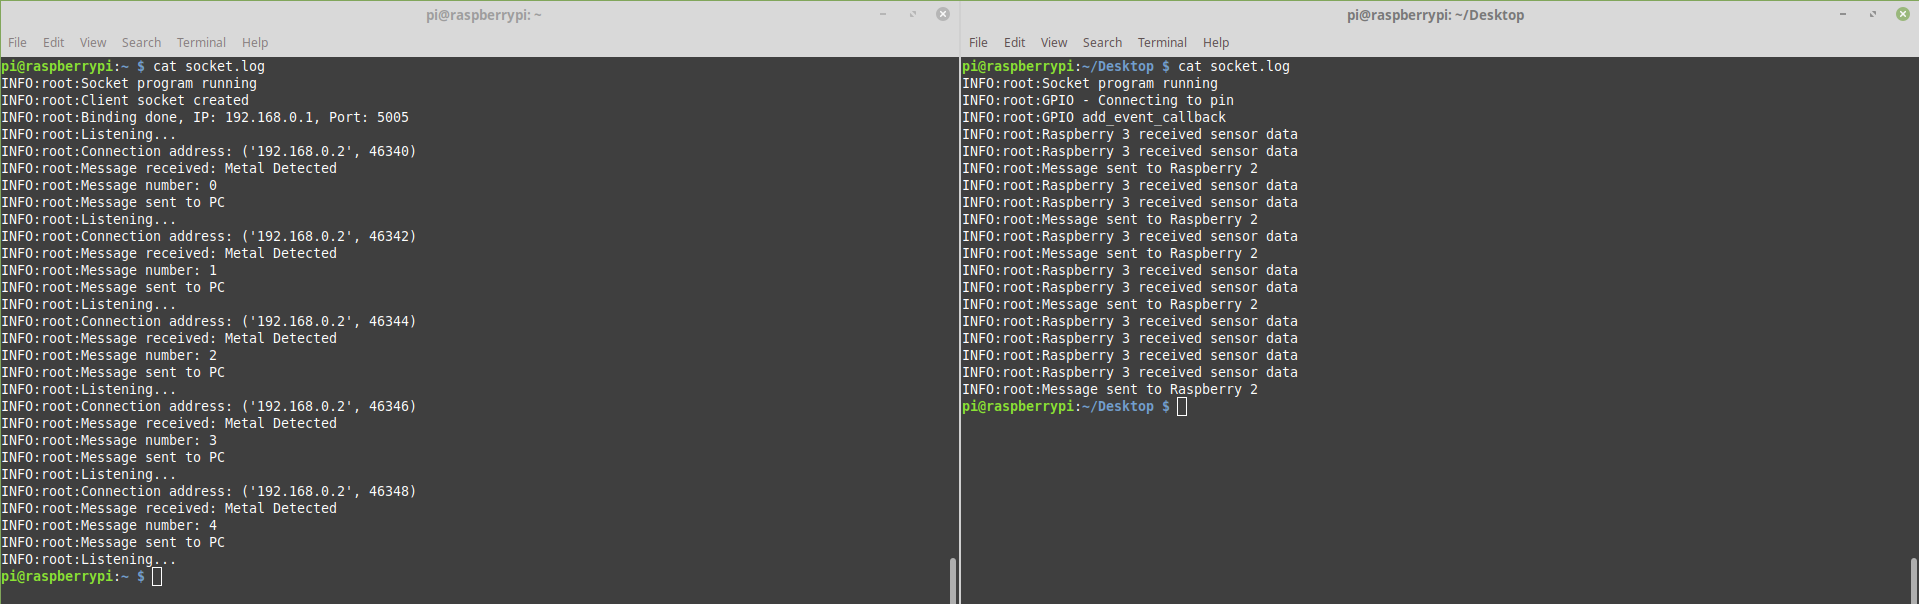 pi@raspberrypi: ~
File Edit View Search Terminal Help
pi@raspberrypi:~ $ cat socket.log
INFO:root:Socket program running
INFO:root:Client socket created
INFO:root:Binding done, IP: 192.168.0.1, Port: 5005
INFO:root:Listening...
INFO:root:Connection address: ('192.168.0.2', 46340)
INFO:root:Message received: Metal Detected
INFO:root:Message number: 0
INFO:root:Message sent to PC
INFO:root:Listening...
INFO:root:Connection address: ('192.168.0.2', 46342)
INFO:root:Message received: Metal Detected
INFO:root:Message number: 1
INFO:root:Message sent to PC
INFO:root:Listening...
INFO:root:Connection address: ('192.168.0.2', 46344)
INFO:root:Message received: Metal Detected
INFO:root:Message number: 2
INFO:root:Message sent to PC
INFO:root:Listening...
INFO:root:Connection address: ('192.168.0.2', 46346)
INFO:root:Message received: Metal Detected
INFO:root:Message number: 3
INFO:root:Message sent to PC
INFO:root:Listening...
INFO:root:Connection address: ('192.168.0.2', 46348)
INFO:root:Message received: Metal Detected
INFO:root:Message number: 4
INFO:root:Message sent to PC
INFO:root:Listening...
pi@raspberrypi:~ $
pi@raspberrypi: ~/Desktop
File Edit View Search Terminal Help
pi@raspberrypi:~/Desktop $ cat socket.log
INFO:root:Socket program running
INFO:root:GPIO - Connecting to pin
INFO:root:GPIO add_event_callback
INFO:root:Raspberry 3 received sensor data
INFO:root:Raspberry 3 received sensor data
INFO:root:Message sent to Raspberry 2
INFO:root:Raspberry 3 received sensor data
INFO:root:Raspberry 3 received sensor data
INFO:root:Message sent to Raspberry 2
INFO:root:Raspberry 3 received sensor data
INFO:root:Message sent to Raspberry 2
INFO:root:Raspberry 3 received sensor data
INFO:root:Raspberry 3 received sensor data
INFO:root:Message sent to Raspberry 2
INFO:root:Raspberry 3 received sensor data
INFO:root:Raspberry 3 received sensor data
INFO:root:Raspberry 3 received sensor data
INFO:root:Raspberry 3 received sensor data
INFO:root:Message sent to Raspberry 2
pi@raspberrypi:~/Desktop $